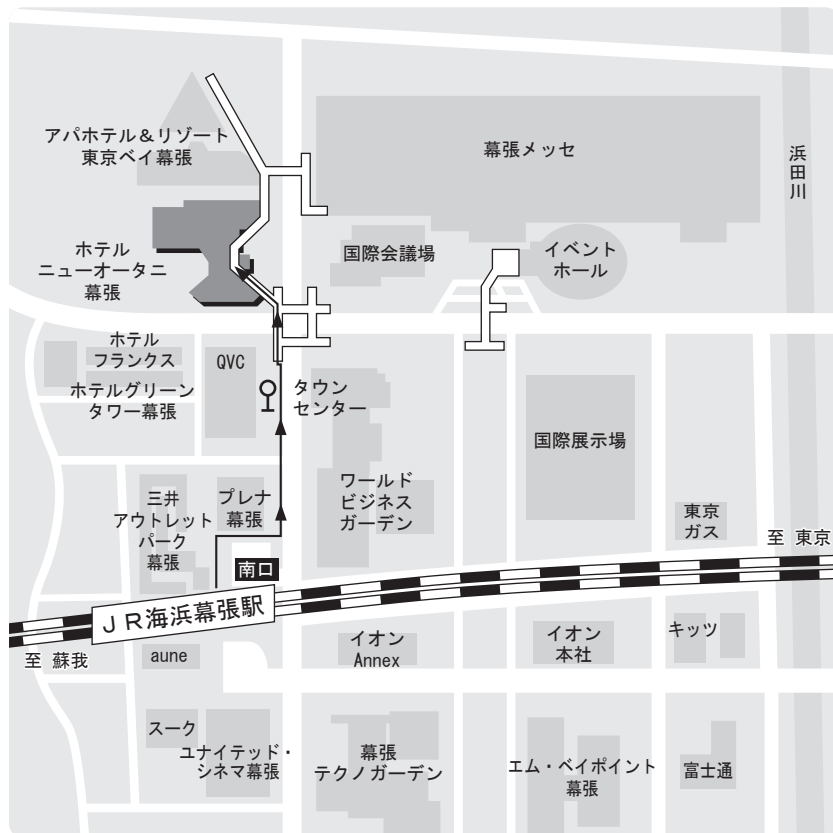 アパホテル＆リゾート
東京ベイ幕張
幕張メッセ
浜田川
ホテル
ニューオータニ
幕張
国際会議場
イベント
ホール
ホテル
フランクス
QVC
ホテルグリーン
タワー幕張
タウン
センター
国際展示場
三井
アウトレット
パーク
幕張
プレナ
幕張
ワールド
ビジネス
ガーデン
東京
ガス
至 東京
南口
ＪＲ海浜幕張駅
至 蘇我
aune
イオン
Annex
イオン
本社
キッツ
スーク
ユナイテッド・
シネマ幕張
幕張
テクノガーデン
エム・ベイポイント
幕張
富士通